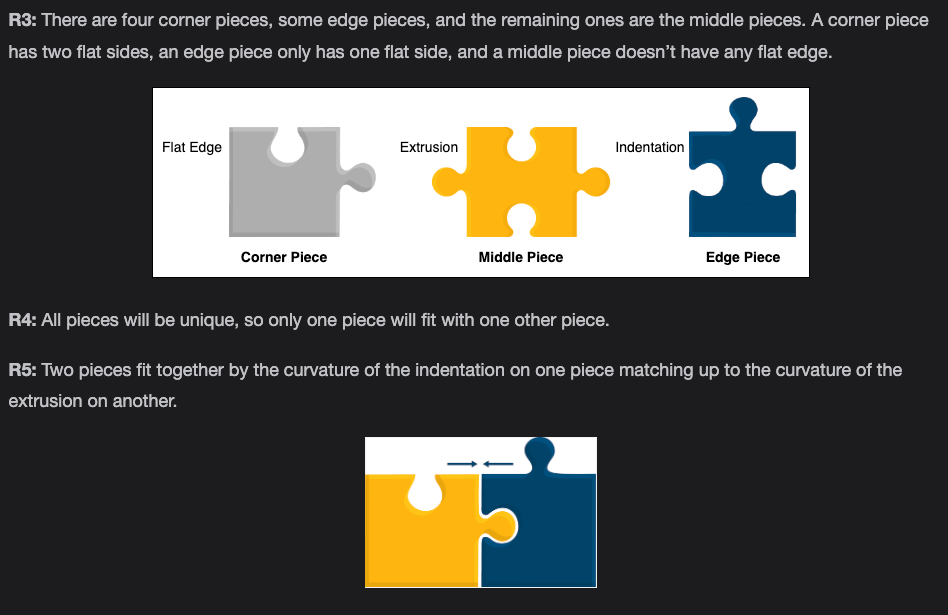 R3: There are four corner pieces, some edge pieces, and the remaining ones are the middle pieces. A corner piece
has two flat sides, an edge piece only has one flat side, and a middle piece doesn’t have any flat edge.
Flat Edge
Extrusion
Indentation
Corner Piece
Middle Piece
Edge Piece
R4: All pieces will be unique, so only one piece will fit with one other piece.
R5: Two pieces fit together by the curvature of the indentation on one piece matching up to the curvature of the
extrusion on another.